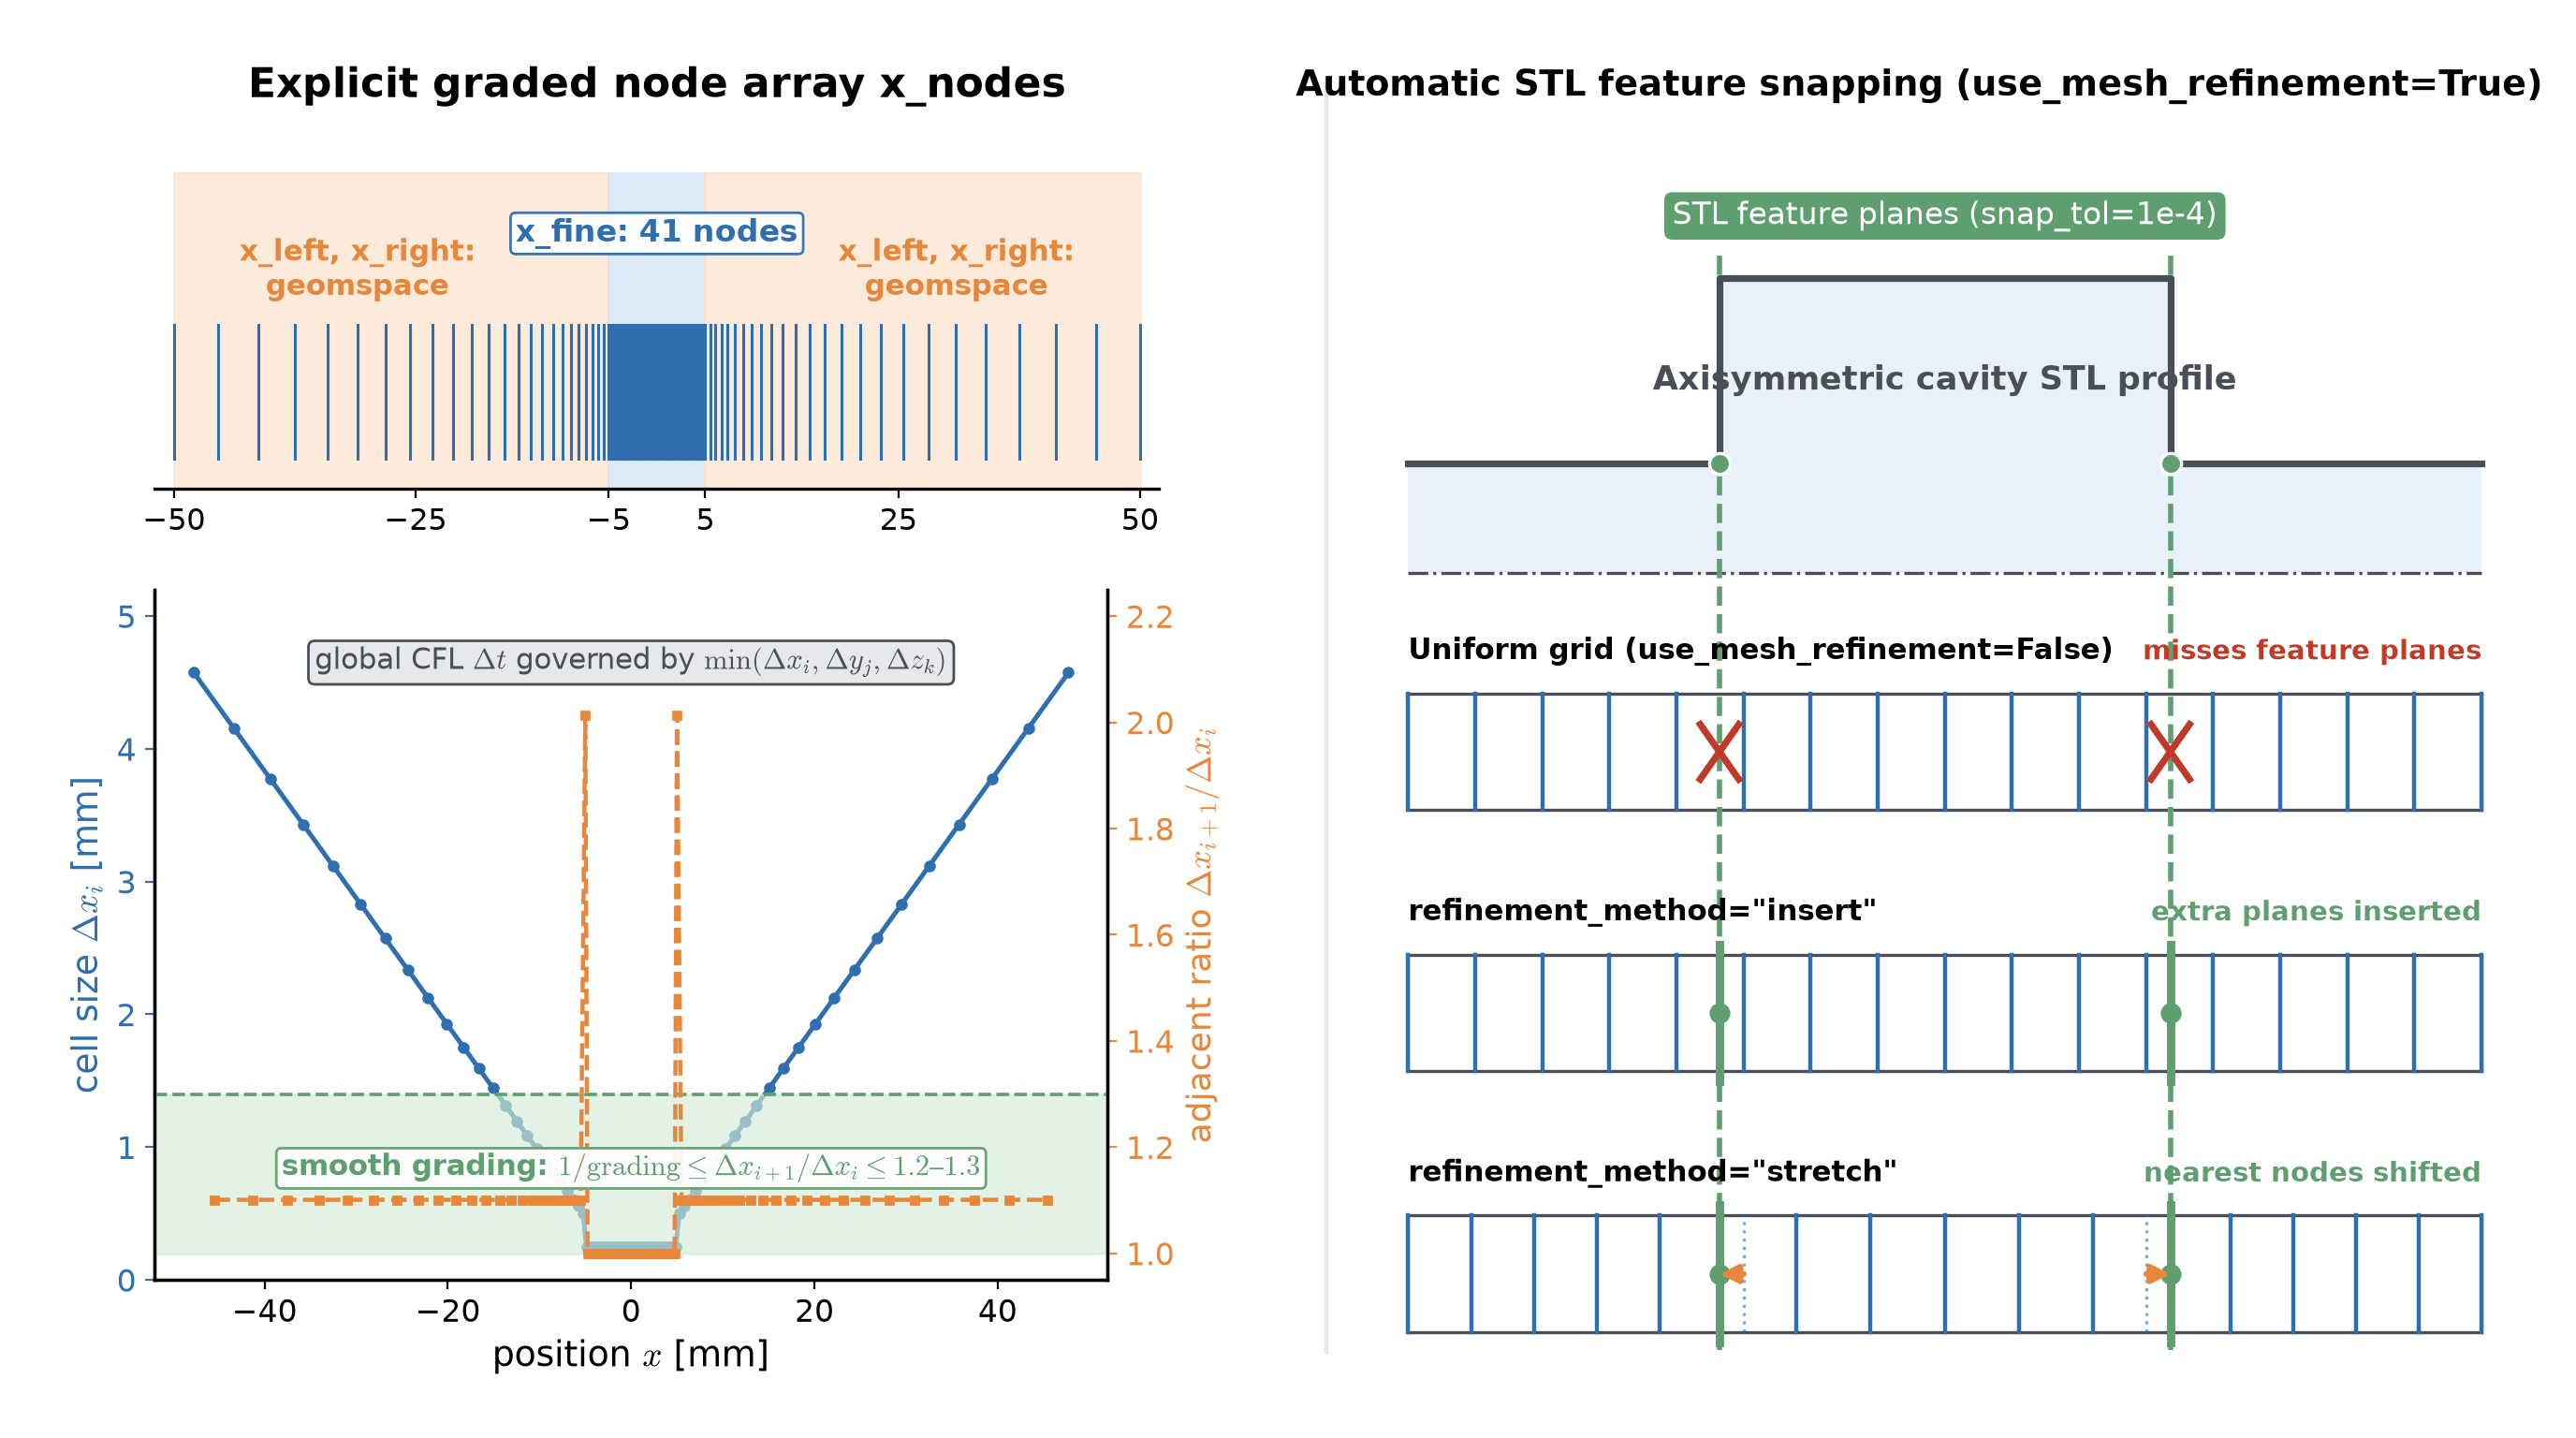 Explicit graded node array x_nodes
x_fine: 41 nodes
x_left, x_right:
geomspace
x_left, x_right:
geomspace
−50
−25
−5
5
25
50
5
4
3
2
1
0
cell size Δx_i [mm]
global CFL Δt governed by min(Δx_i, Δy_j, Δz_k)
smooth grading: 1/grading ≤ Δx_{i+1}/Δx_i ≤ 1.2–1.3
2.2
2.0
1.8
1.6
1.4
1.2
1.0
adjacent ratio Δx_{i+1}/Δx_i
−40
−20
0
20
40
position x [mm]
Automatic STL feature snapping (use_mesh_refinement=True)
STL feature planes (snap_tol=1e-4)
Axisymmetric cavity STL profile
Uniform grid (use_mesh_refinement=False)
misses feature planes
refinement_method="insert"
extra planes inserted
refinement_method="stretch"
nearest nodes shifted